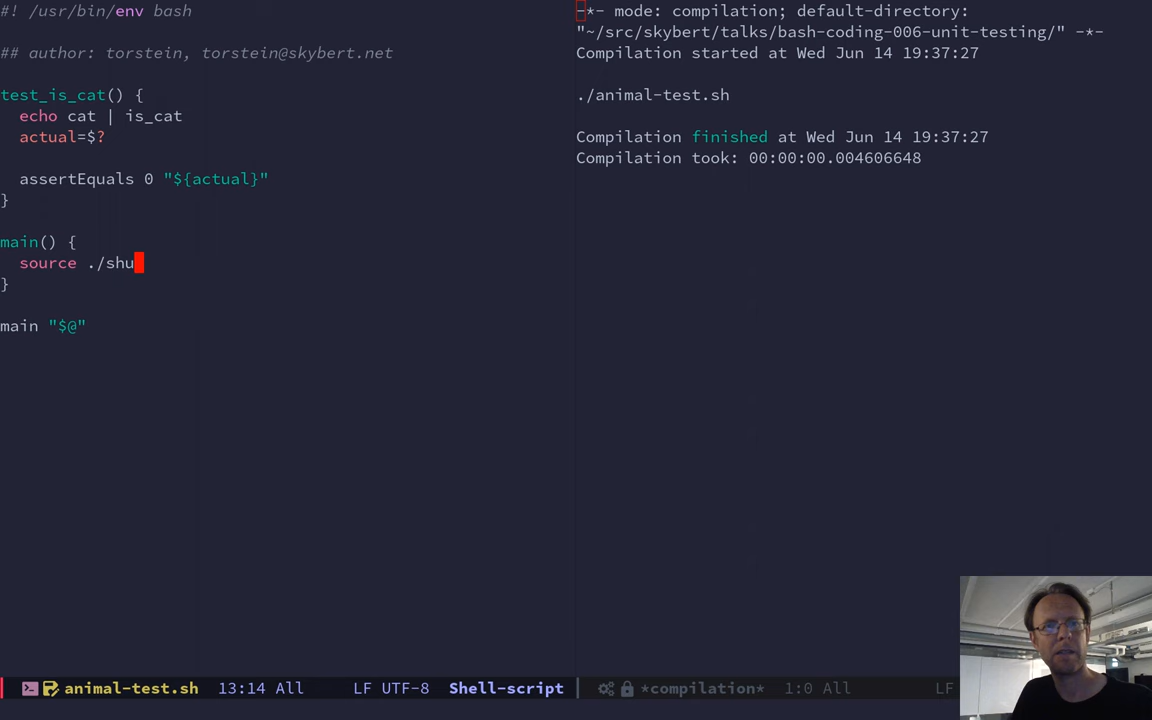 #! /usr/bin/env bash
## author: torstein, torstein@skybert.net
test_is_cat() {
  echo cat | is_cat
  actual=$?
  assertEquals 0 "${actual}"
}
main() {
  source ./shu
}
main "$@"
animal-test.sh 13:14 All LF UTF-8 Shell-script
-*- mode: compilation; default-directory:
"~/src/skybert/talks/bash-coding-006-unit-testing/" -*-
Compilation started at Wed Jun 14 19:37:27
./animal-test.sh
Compilation finished at Wed Jun 14 19:37:27
Compilation took: 00:00:00.004606648
*compilation* 1:0 All LF